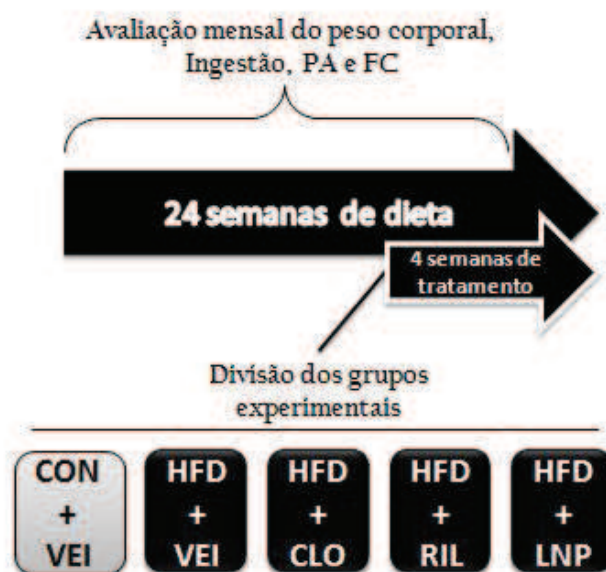 Avaliação mensal do peso corporal,
Ingestão, PA e FC
24 semanas de dieta
4 semanas de
tratamento
Divisão dos grupos
experimentais
CON + VEI
HFD + VEI
HFD + CLO
HFD + RIL
HFD + LNP